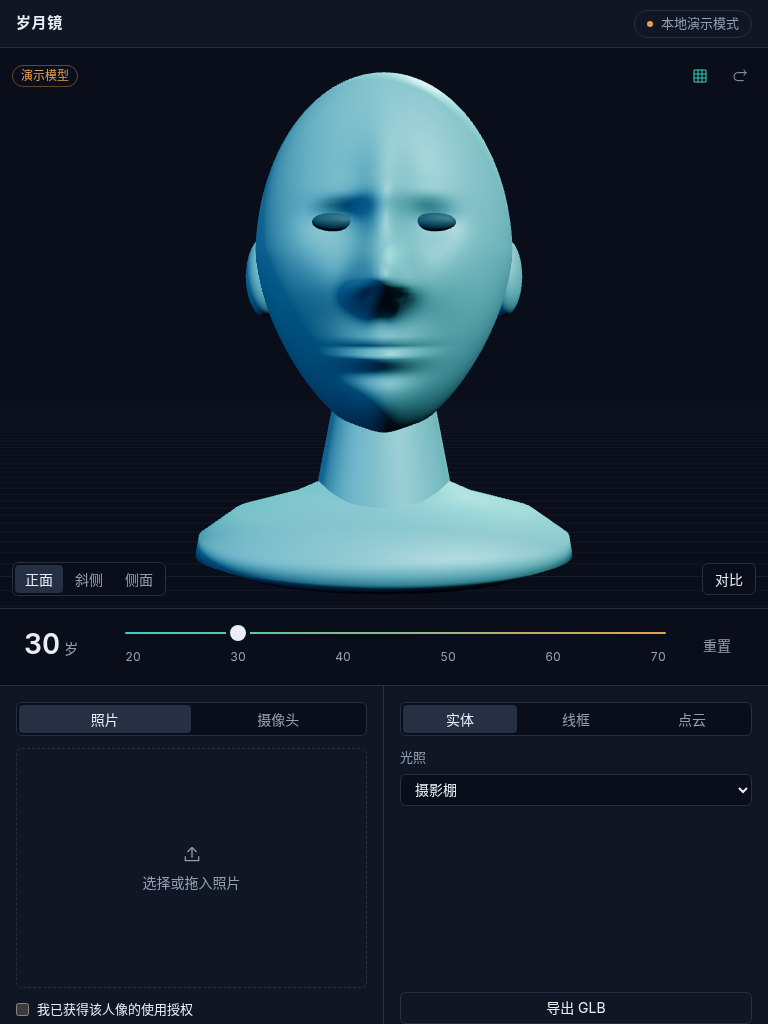 岁月镜
本地演示模式
演示模型
正面 斜侧 侧面
对比
30 岁
20 30 40 50 60 70
重置
照片 摄像头
选择或拖入照片
我已获得该人像的使用授权
实体 线框 点云
光照
摄影棚
导出 GLB